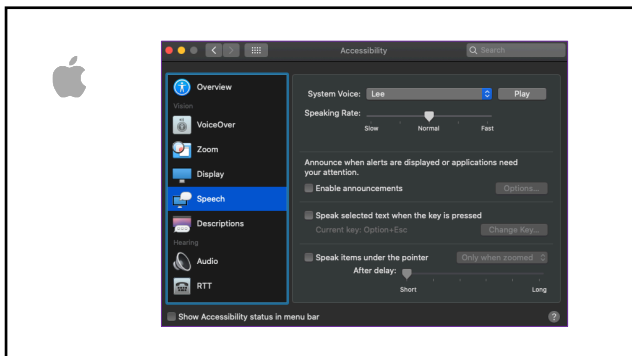 Accessibility
Search
Overview
Vision
VoiceOver
Zoom
Display
Speech
Descriptions
Hearing
Audio
RTT
System Voice: Lee Play
Speaking Rate:
Slow Normal Fast
Announce when alerts are displayed or applications need
your attention.
Enable announcements Options...
Speak selected text when the key is pressed
Current key: Option+Esc Change Key...
Speak items under the pointer Only when zoomed
After delay:
Short Long
Show Accessibility status in menu bar ?